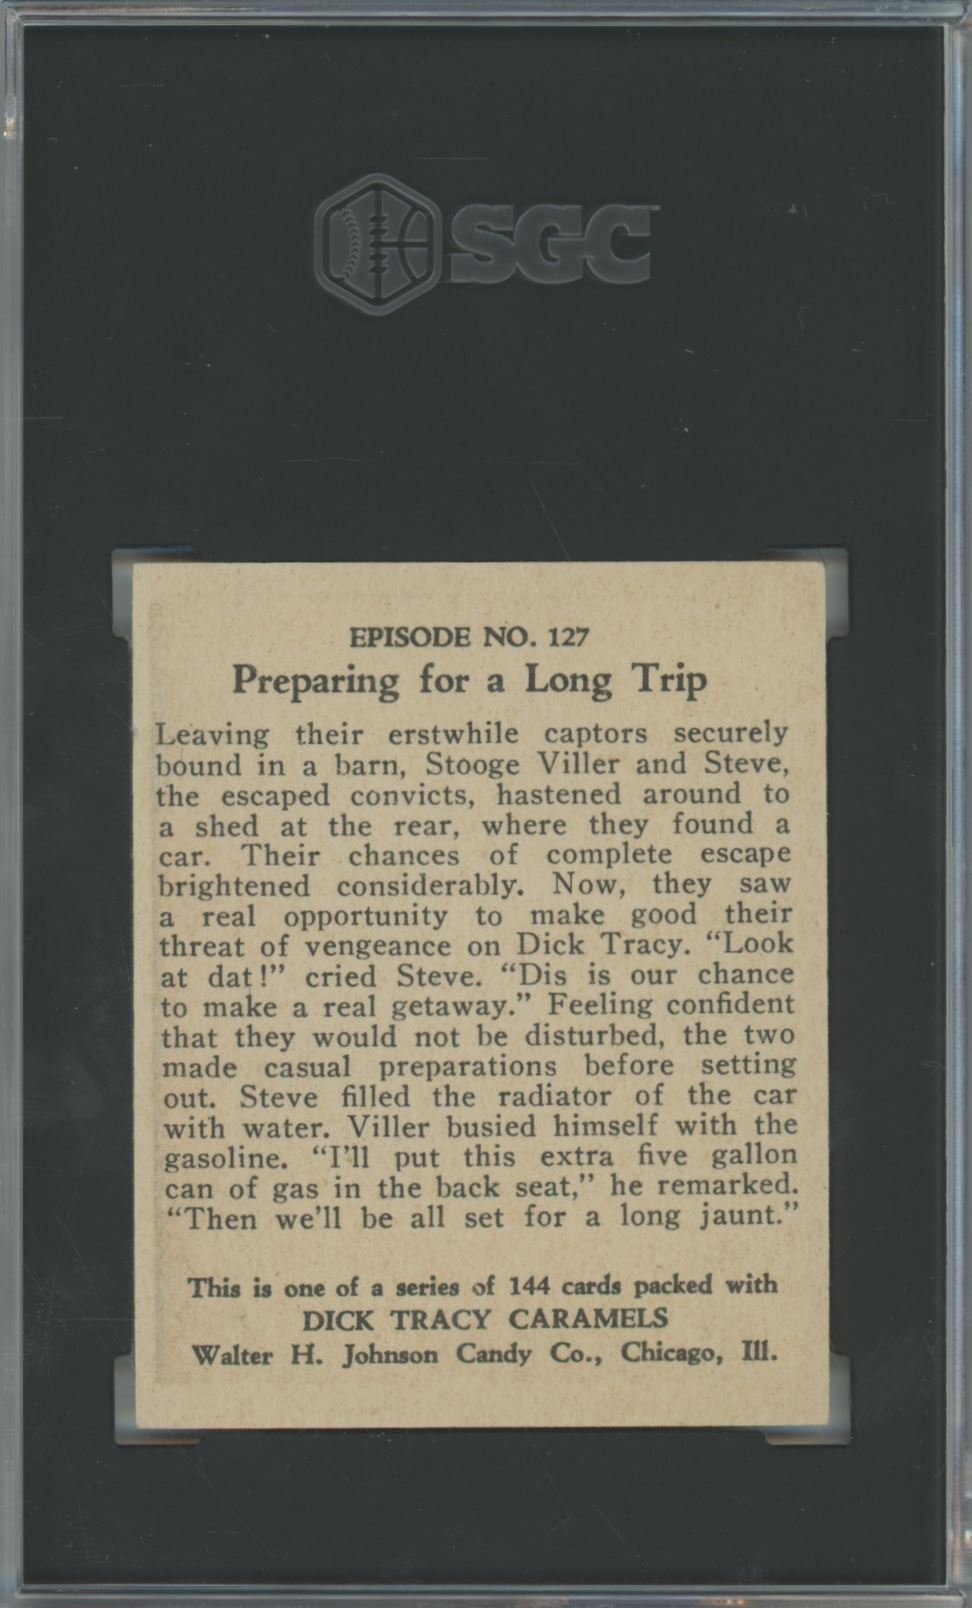 SGC
EPISODE NO. 127
Preparing for a Long Trip
Leaving their erstwhile captors securely
bound in a barn, Stooge Viller and Steve,
the escaped convicts, hastened around to
a shed at the rear, where they found a
car. Their chances of complete escape
brightened considerably. Now, they saw
a real opportunity to make good their
threat of vengeance on Dick Tracy. “Look
at dat!” cried Steve. “Dis is our chance
to make a real getaway.” Feeling confident
that they would not be disturbed, the two
made casual preparations before setting
out. Steve filled the radiator of the car
with water. Viller busied himself with the
gasoline. “I’ll put this extra five gallon
can of gas in the back seat,” he remarked.
“Then we’ll be all set for a long jaunt.”
This is one of a series of 144 cards packed with
DICK TRACY CARAMELS
Walter H. Johnson Candy Co., Chicago, Ill.